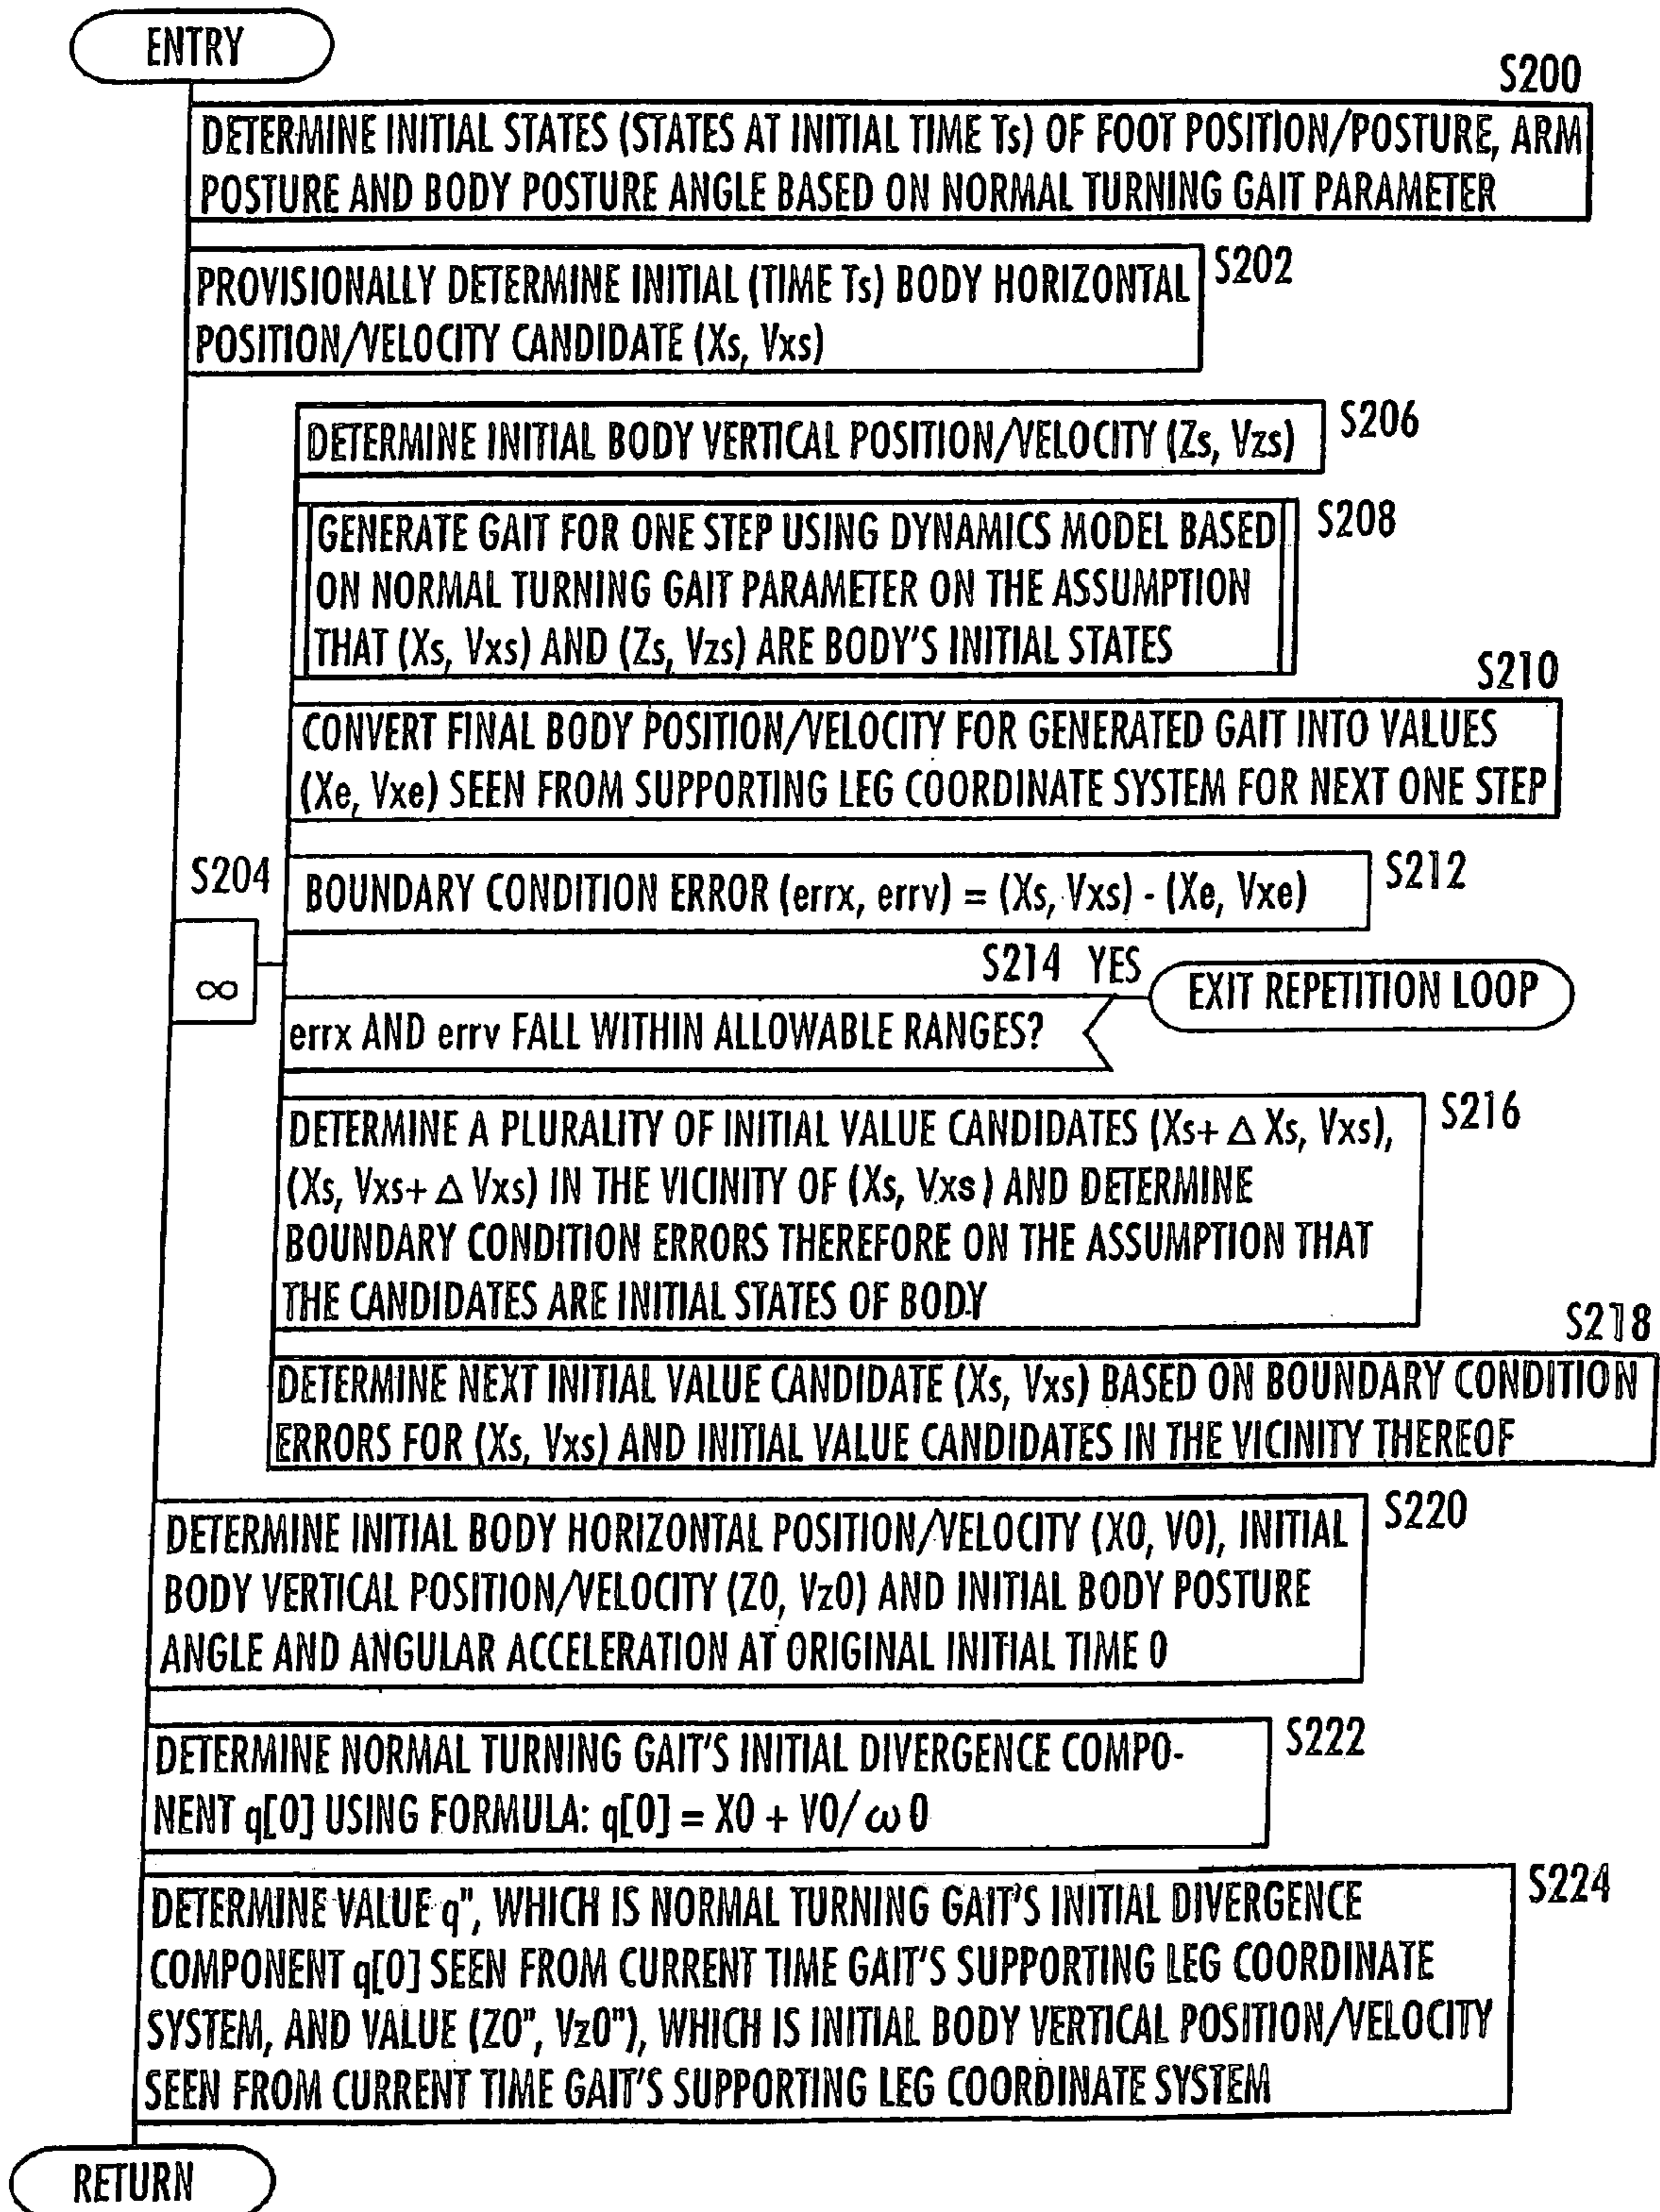 ENTRY
S200
DETERMINE INITIAL STATES (STATES AT INITIAL TIME Ts) OF FOOT POSITION/POSTURE, ARM
POSTURE AND BODY POSTURE ANGLE BASED ON NORMAL TURNING GAIT PARAMETER
S202
PROVISIONALLY DETERMINE INITIAL (TIME Ts) BODY HORIZONTAL
POSITION/VELOCITY CANDIDATE (Xs, Vxs)
S206
DETERMINE INITIAL BODY VERTICAL POSITION/VELOCITY (Zs, Vzs)
S208
GENERATE GAIT FOR ONE STEP USING DYNAMICS MODEL BASED
ON NORMAL TURNING GAIT PARAMETER ON THE ASSUMPTION
THAT (Xs, Vxs) AND (Zs, Vzs) ARE BODY'S INITIAL STATES
S210
CONVERT FINAL BODY POSITION/VELOCITY FOR GENERATED GAIT INTO VALUES
(Xe, Vxe) SEEN FROM SUPPORTING LEG COORDINATE SYSTEM FOR NEXT ONE STEP
S204
∞
S212
BOUNDARY CONDITION ERROR (errx, errv) = (Xs, Vxs) - (Xe, Vxe)
S214 YES
EXIT REPETITION LOOP
errx AND errv FALL WITHIN ALLOWABLE RANGES?
S216
DETERMINE A PLURALITY OF INITIAL VALUE CANDIDATES (Xs+ΔXs, Vxs),
(Xs, Vxs+ΔVxs) IN THE VICINITY OF (Xs, Vxs) AND DETERMINE
BOUNDARY CONDITION ERRORS THEREFORE ON THE ASSUMPTION THAT
THE CANDIDATES ARE INITIAL STATES OF BODY
S218
DETERMINE NEXT INITIAL VALUE CANDIDATE (Xs, Vxs) BASED ON BOUNDARY CONDITION
ERRORS FOR (Xs, Vxs) AND INITIAL VALUE CANDIDATES IN THE VICINITY THEREOF
S220
DETERMINE INITIAL BODY HORIZONTAL POSITION/VELOCITY (X0, V0), INITIAL
BODY VERTICAL POSITION/VELOCITY (Z0, Vz0) AND INITIAL BODY POSTURE
ANGLE AND ANGULAR ACCELERATION AT ORIGINAL INITIAL TIME 0
S222
DETERMINE NORMAL TURNING GAIT'S INITIAL DIVERGENCE COMPO-
NENT q[0] USING FORMULA: q[0] = X0 + V0/ω0
S224
DETERMINE VALUE q", WHICH IS NORMAL TURNING GAIT'S INITIAL DIVERGENCE
COMPONENT q[0] SEEN FROM CURRENT TIME GAIT'S SUPPORTING LEG COORDINATE
SYSTEM, AND VALUE (Z0", Vz0"), WHICH IS INITIAL BODY VERTICAL POSITION/VELOCITY
SEEN FROM CURRENT TIME GAIT'S SUPPORTING LEG COORDINATE SYSTEM
RETURN